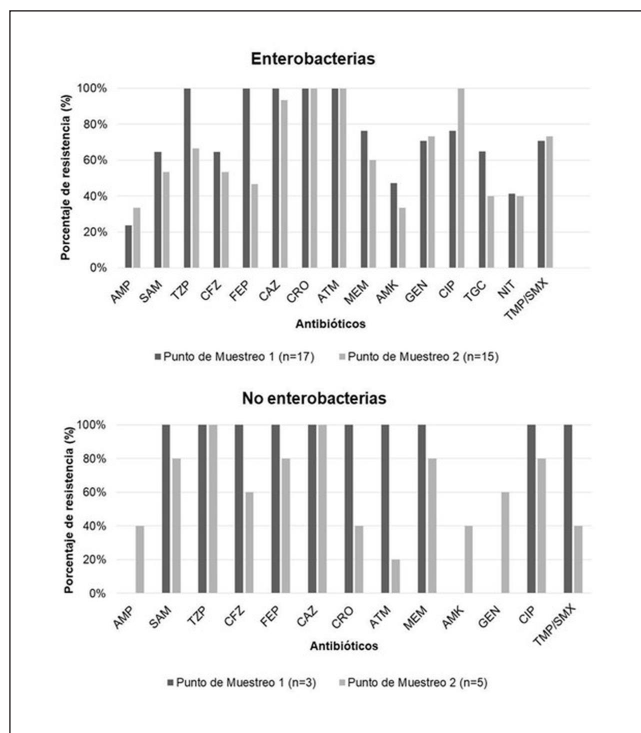 Enterobacterias
Porcentaje de resistencia (%)
100%
80%
60%
40%
20%
0%
AMP SAM TZP CFZ FEP CAZ CRO ATM MEM AMK GEN CIP TGC NIT TMP/SMX
Antibióticos
Punto de Muestreo 1 (n=17) Punto de Muestreo 2 (n=15)
No enterobacterias
Porcentaje de resistencia (%)
100%
80%
60%
40%
20%
0%
AMP SAM TZP CFZ FEP CAZ CRO ATM MEM AMK GEN CIP TMP/SMX
Antibióticos
Punto de Muestreo 1 (n=3) Punto de Muestreo 2 (n=5)